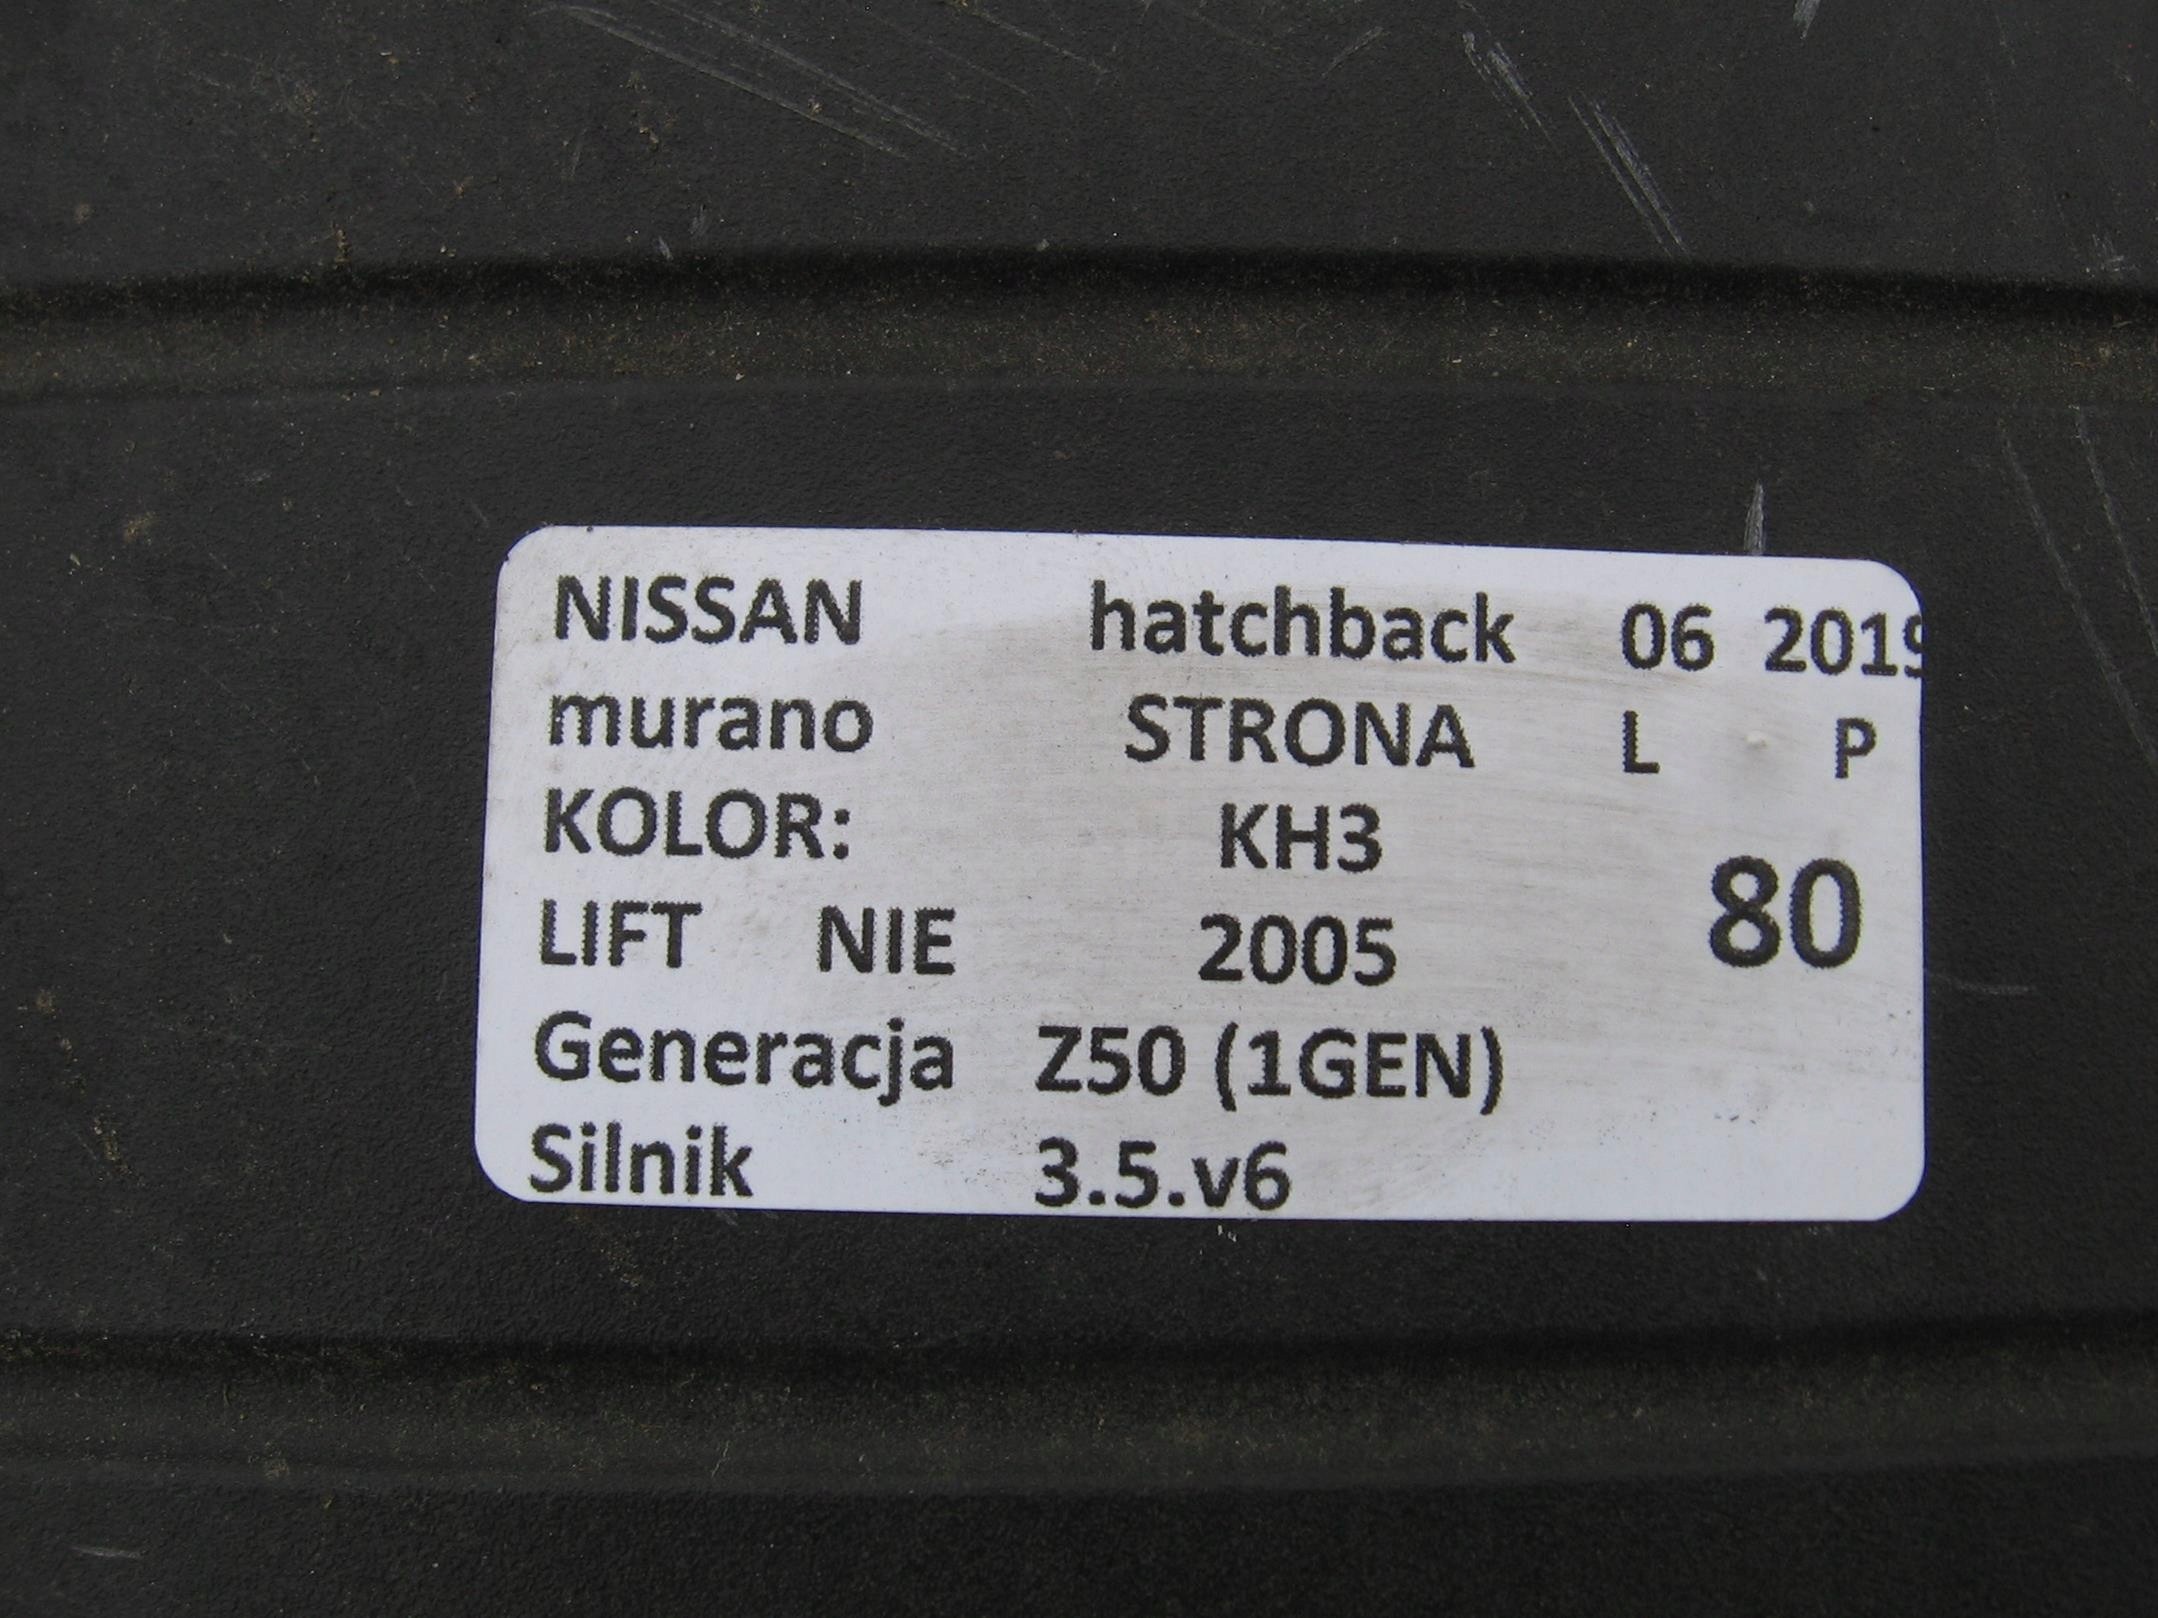 NISSAN hatchback 06 2019
murano STRONA L P
KOLOR: KH3
80
LIFT NIE 2005
Generacja Z50 (1GEN)
Silnik 3.5.v6